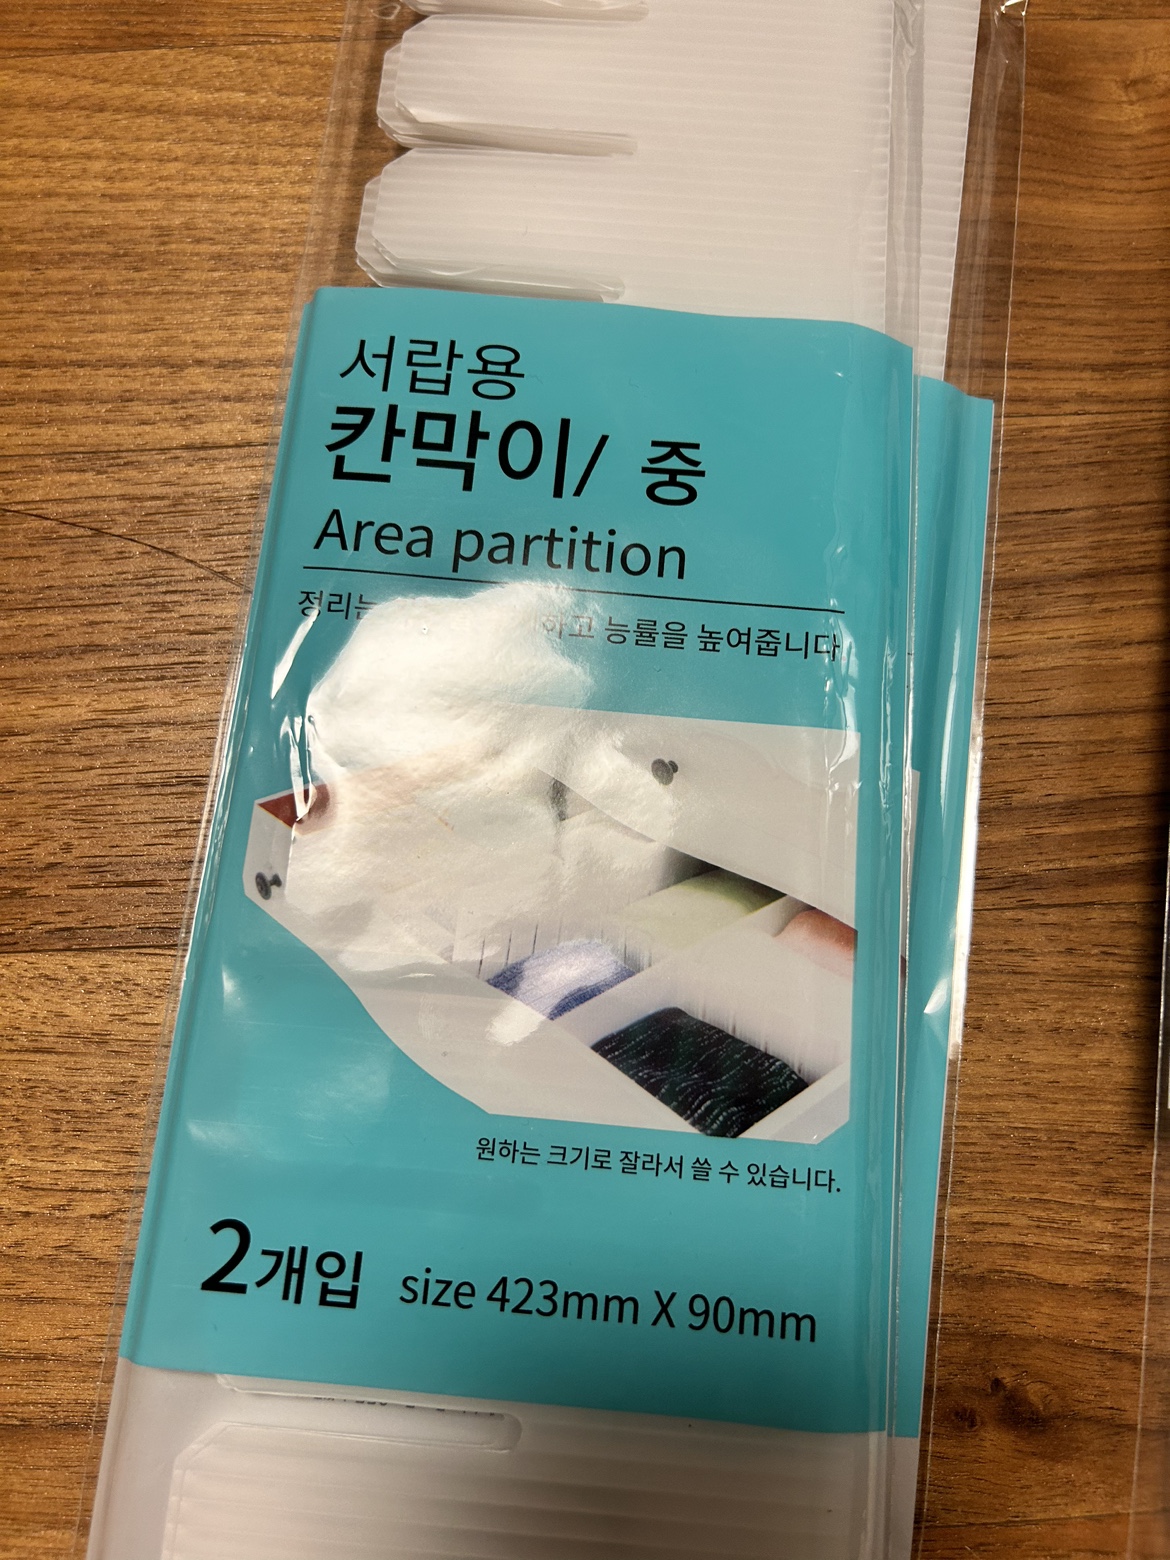 서랍용
칸막이/ 중
Area partition
정리는 하고 능률을 높여줍니다.
원하는 크기로 잘라서 쓸 수 있습니다.
2개입 size 423mm X 90mm